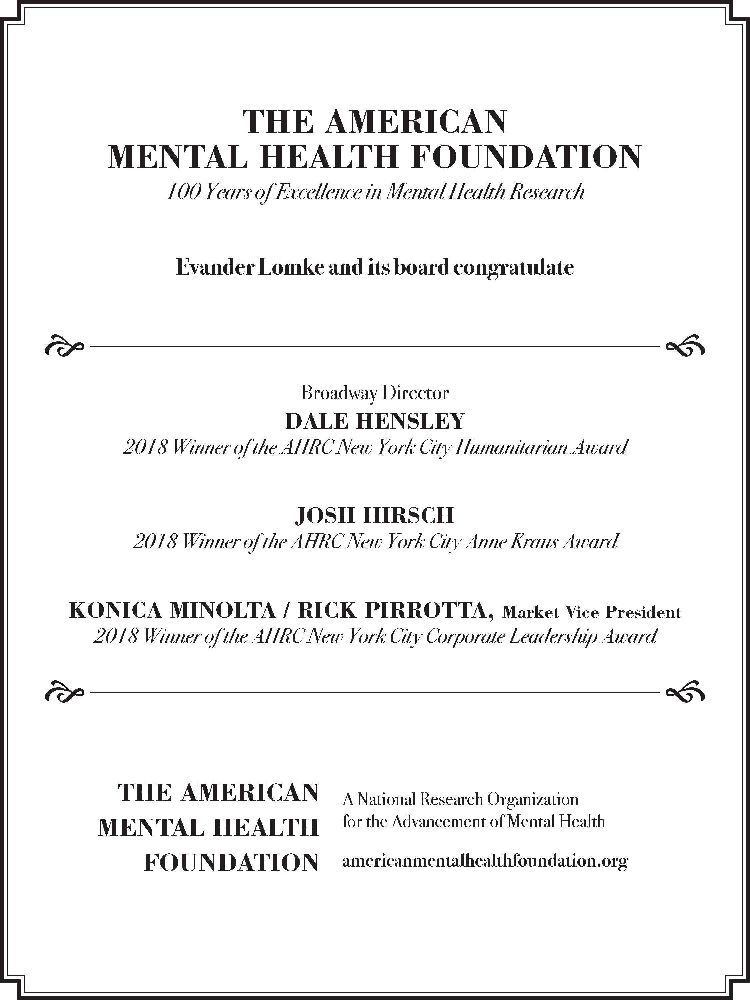 THE AMERICAN
MENTAL HEALTH FOUNDATION
100 Years of Excellence in Mental Health Research
Evander Lomke and its board congratulate
Broadway Director
DALE HENSLEY
2018 Winner of the AHRC New York City Humanitarian Award
JOSH HIRSCH
2018 Winner of the AHRC New York City Anne Kraus Award
KONICA MINOLTA / RICK PIRROTTA, Market Vice President
2018 Winner of the AHRC New York City Corporate Leadership Award
THE AMERICAN
MENTAL HEALTH
FOUNDATION
A National Research Organization
for the Advancement of Mental Health
americanmentalhealthfoundation.org